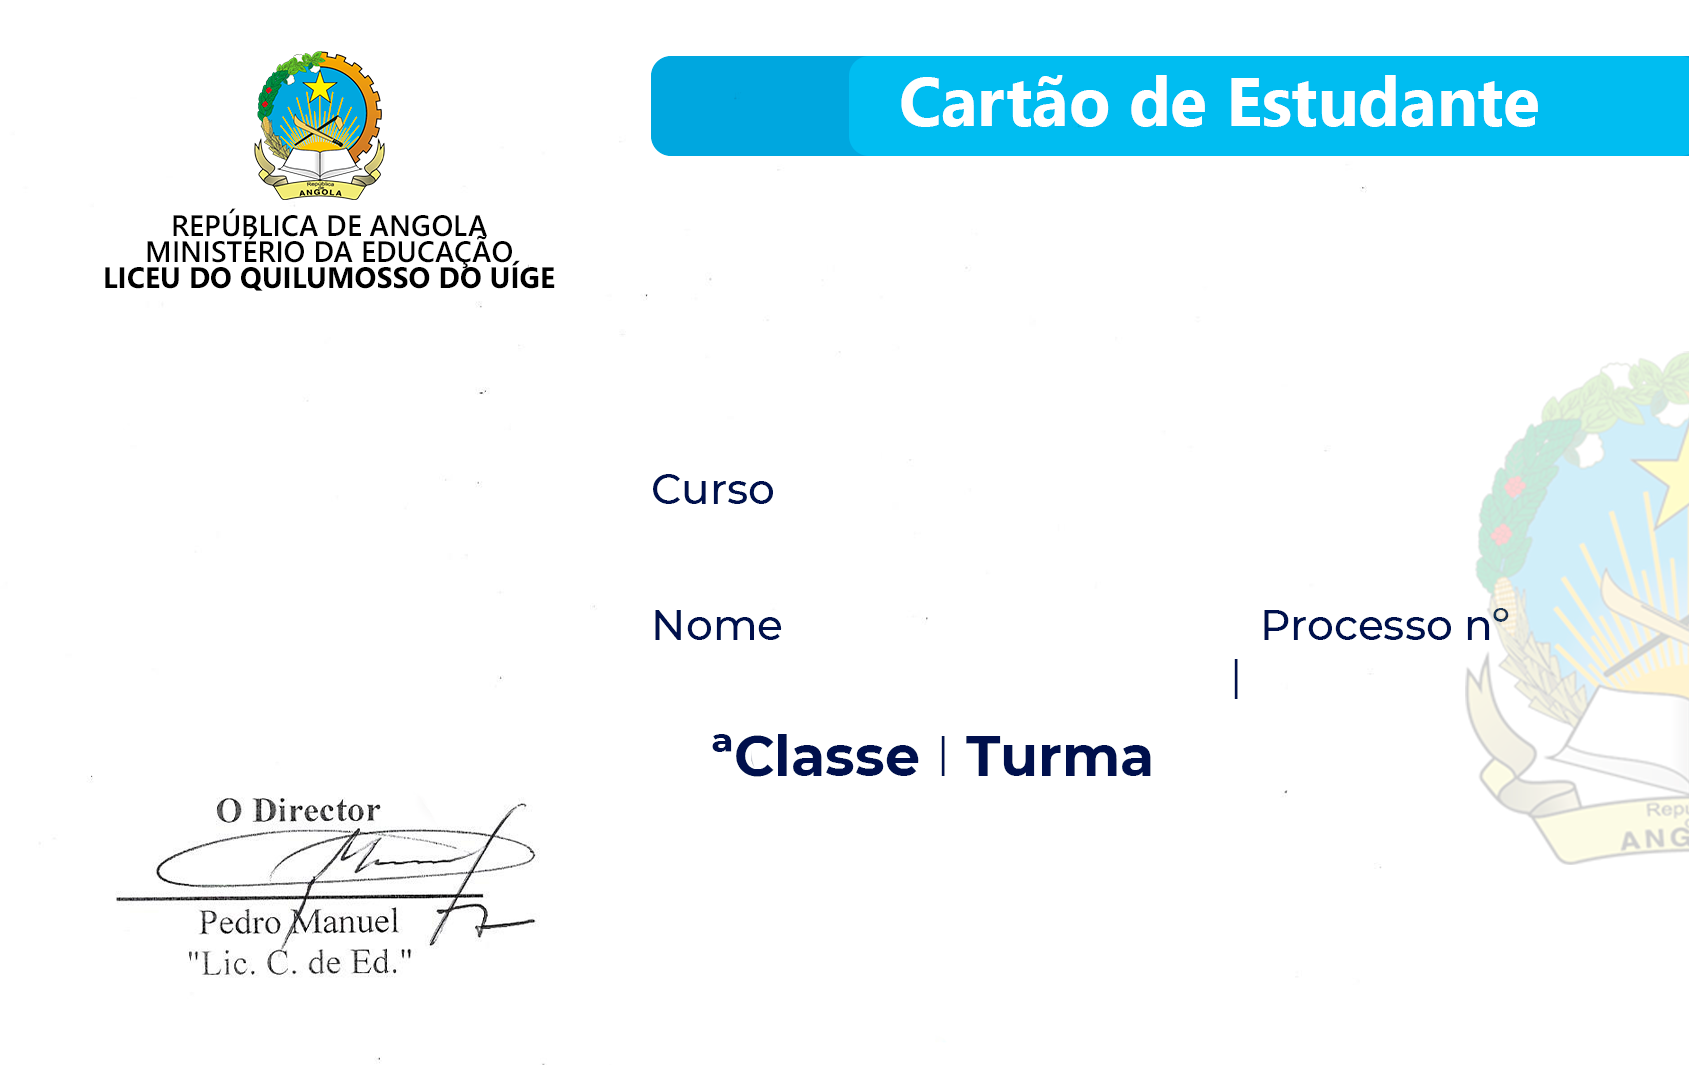 República
de
ANGOLA
REPÚBLICA DE ANGOLA
MINISTÉRIO DA EDUCAÇÃO
LICEU DO QUILUMOSSO DO UÍGE
Cartão de Estudante
Curso
Nome
Processo nº
|
ªClasse | Turma
O Director
Pedro Manuel
"Lic. C. de Ed."
Repú
ANG